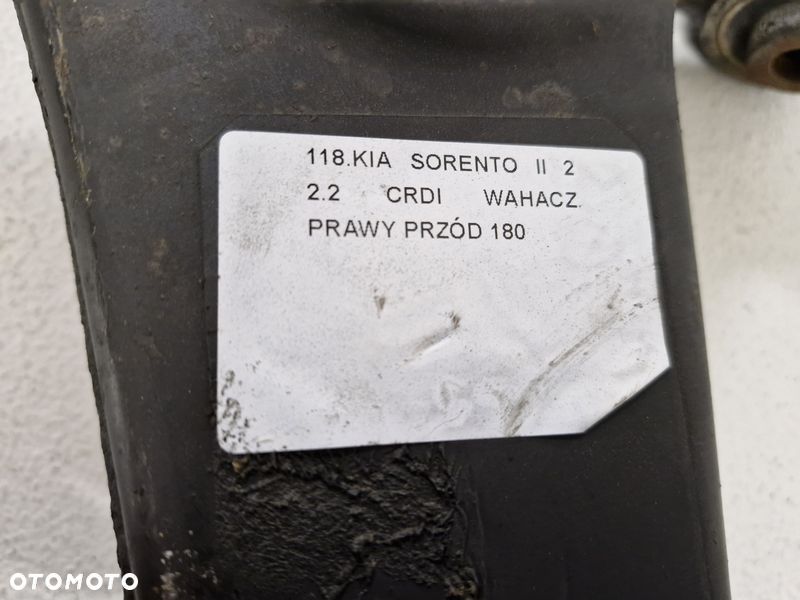 118.KIA SORENTO II 2
2.2 CRDI WAHACZ
PRAWY PRZÓD 180
OTOMOTO